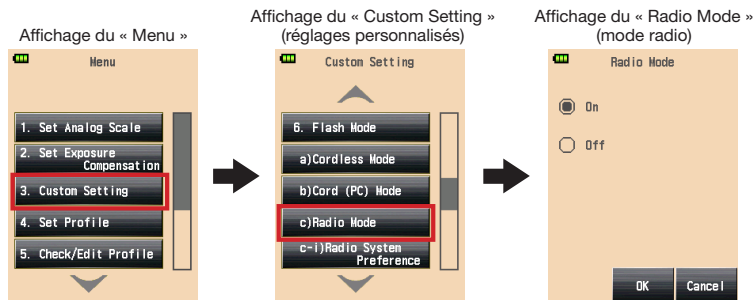 Affichage du « Menu »
Menu
1. Set Analog Scale
2. Set Exposure
Compensation
3. Custom Setting
4. Set Profile
5. Check/Edit Profile
Affichage du « Custom Setting »
(réglages personnalisés)
Custom Setting
6. Flash Mode
a)Cordless Mode
b)Cord (PC) Mode
c)Radio Mode
c-i)Radio System
Preference
Affichage du « Radio Mode »
(mode radio)
Radio Mode
On
Off
OK
Cancel